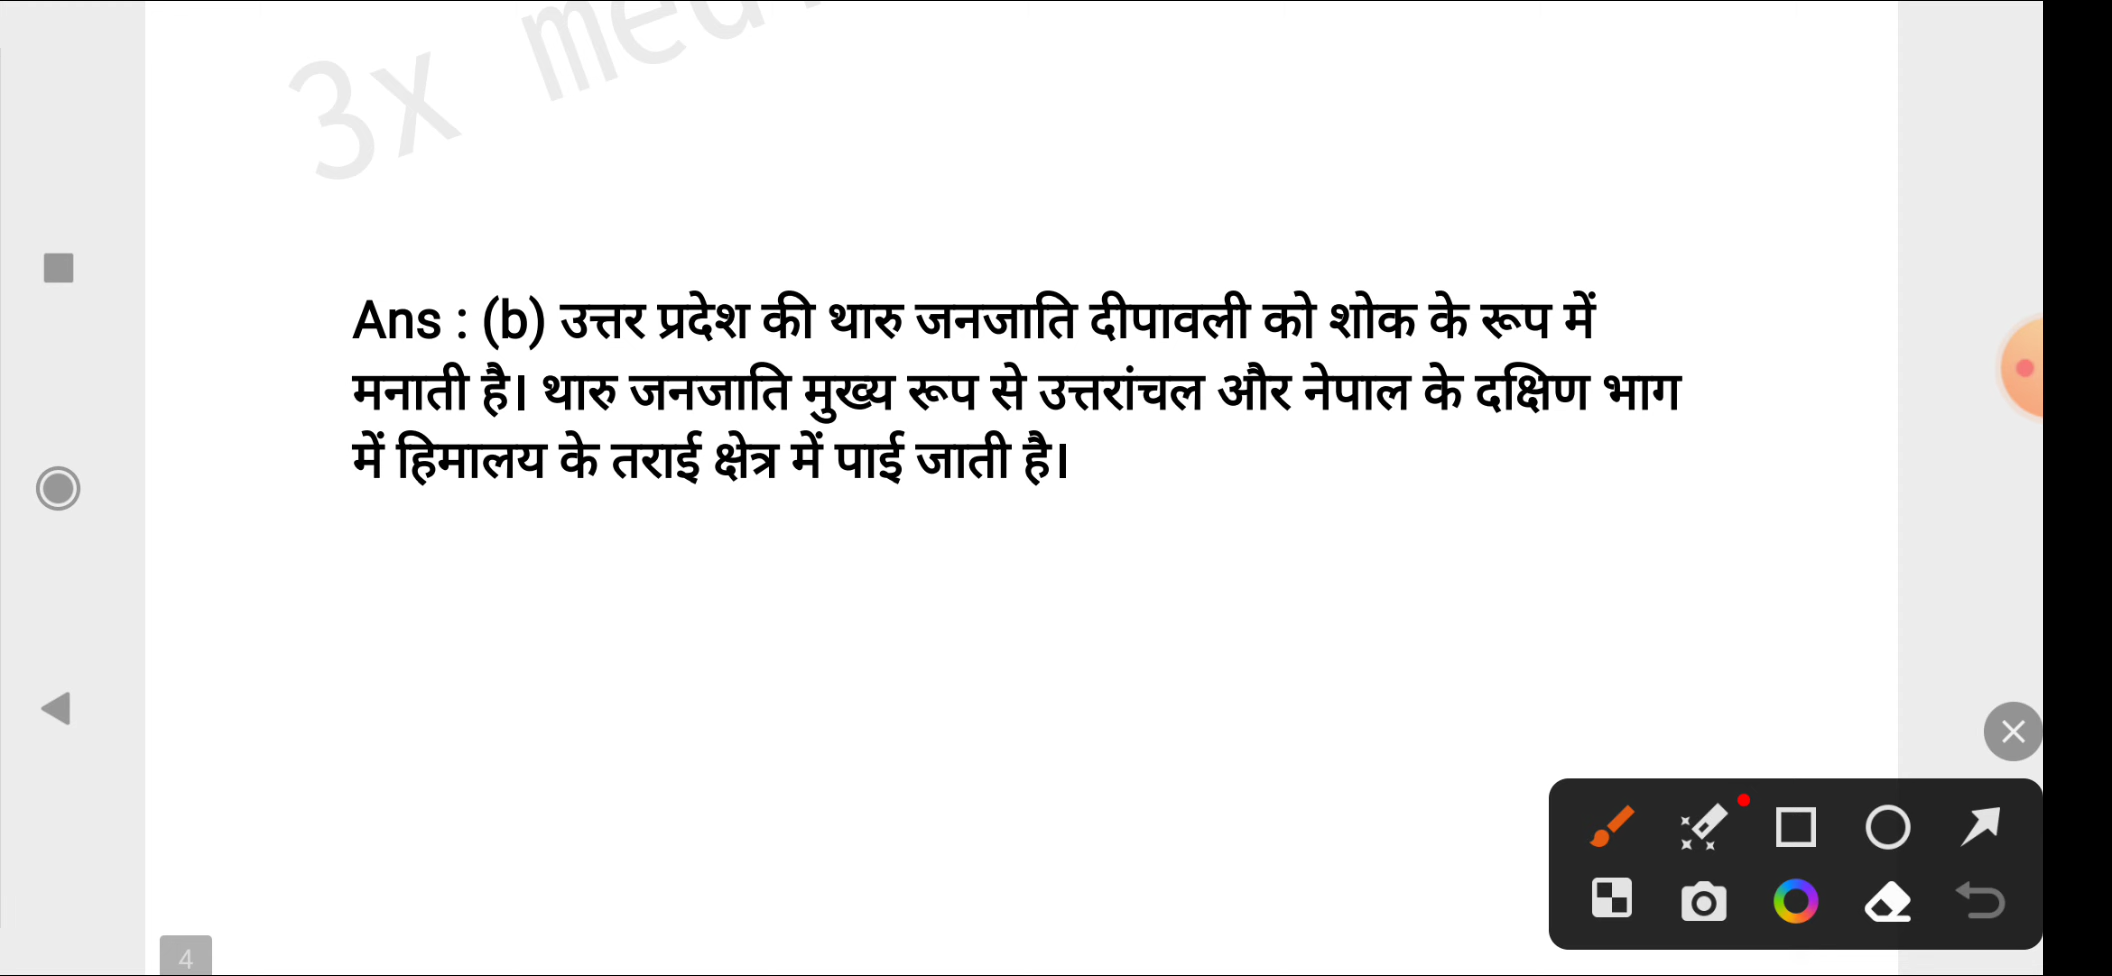 3x
Ans : (b) उत्तर प्रदेश की थारु जनजाति दीपावली को शोक के रूप में
मनाती है। थारु जनजाति मुख्य रूप से उत्तरांचल और नेपाल के दक्षिण भाग
में हिमालय के तराई क्षेत्र में पाई जाती है।
4